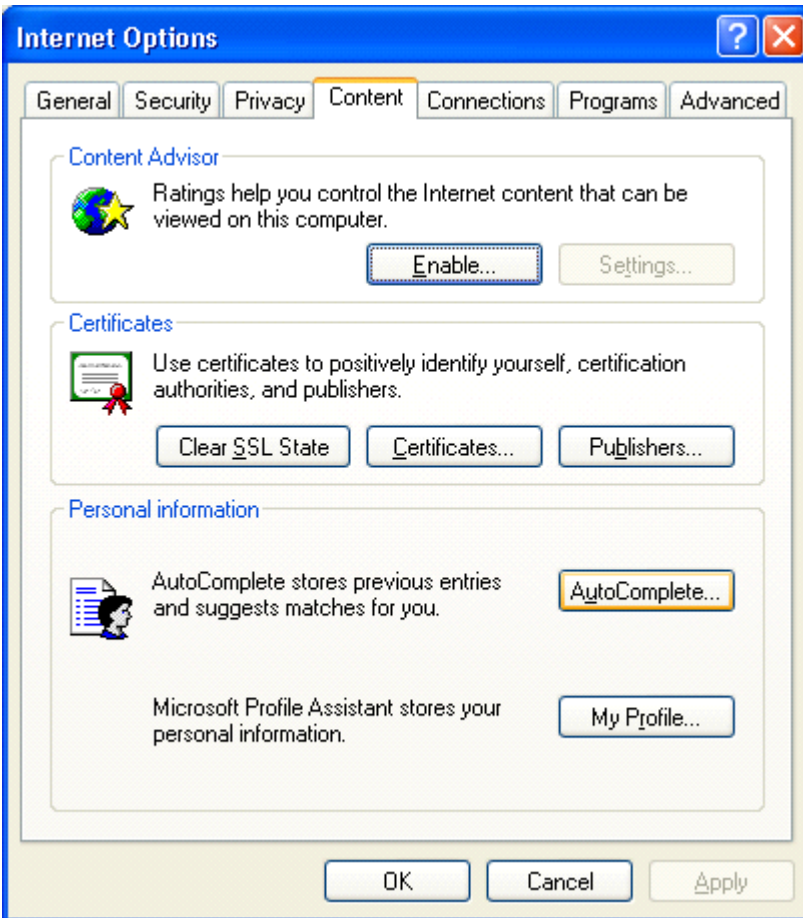 Internet Options
General Security Privacy Content Connections Programs Advanced
Content Advisor
Ratings help you control the Internet content that can be
viewed on this computer.
Enable... Settings...
Certificates
Use certificates to positively identify yourself, certification
authorities, and publishers.
Clear SSL State Certificates... Publishers...
Personal information
AutoComplete stores previous entries
and suggests matches for you.
AutoComplete...
Microsoft Profile Assistant stores your
personal information.
My Profile...
OK Cancel Apply